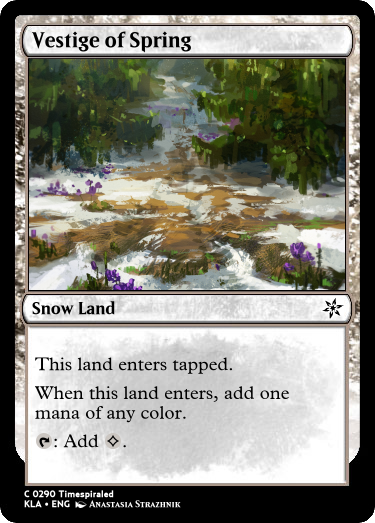 Vestige of Spring
Snow Land
This land enters tapped.
When this land enters, add one
mana of any color.
: Add .
C 0290 Timespiraled
KLA • ENG Anastasia Strazhnik